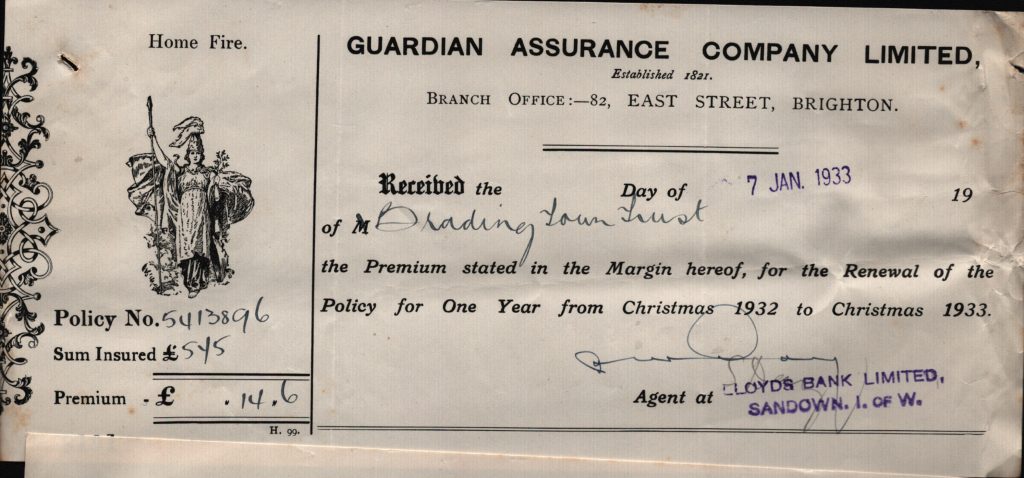 Home Fire.
GUARDIAN ASSURANCE COMPANY LIMITED,
Established 1821.
BRANCH OFFICE:—82, EAST STREET, BRIGHTON.
Received the Day of 7 JAN. 1933 19
of M Brading Town Trust
the Premium stated in the Margin hereof, for the Renewal of the
Policy for One Year from Christmas 1932 to Christmas 1933.
Policy No. 5413896
Sum Insured £ 545
Premium - £ . 14 . 6
H. 99.
Agent at LLOYDS BANK LIMITED,
SANDOWN. I. OF W.